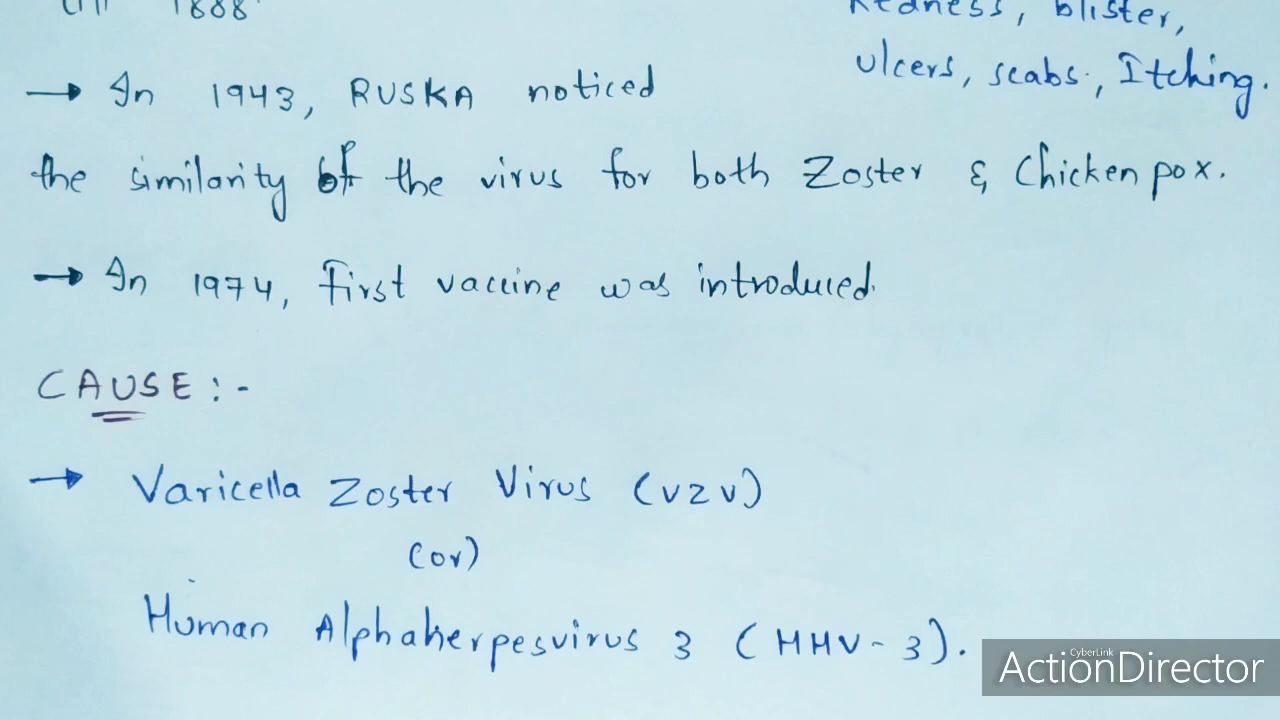 1888
Redness, blister,
ulcers, scabs., Itching.
→ In 1943, RUSKA noticed
the similarity of the virus for both Zoster & Chickenpox.
→ In 1974, First vaccine was introduced.
CAUSE :-
→ Varicella Zoster Virus (VZV)
(or)
Human Alphaherpesvirus 3 (HHV-3).
CyberLink
ActionDirector